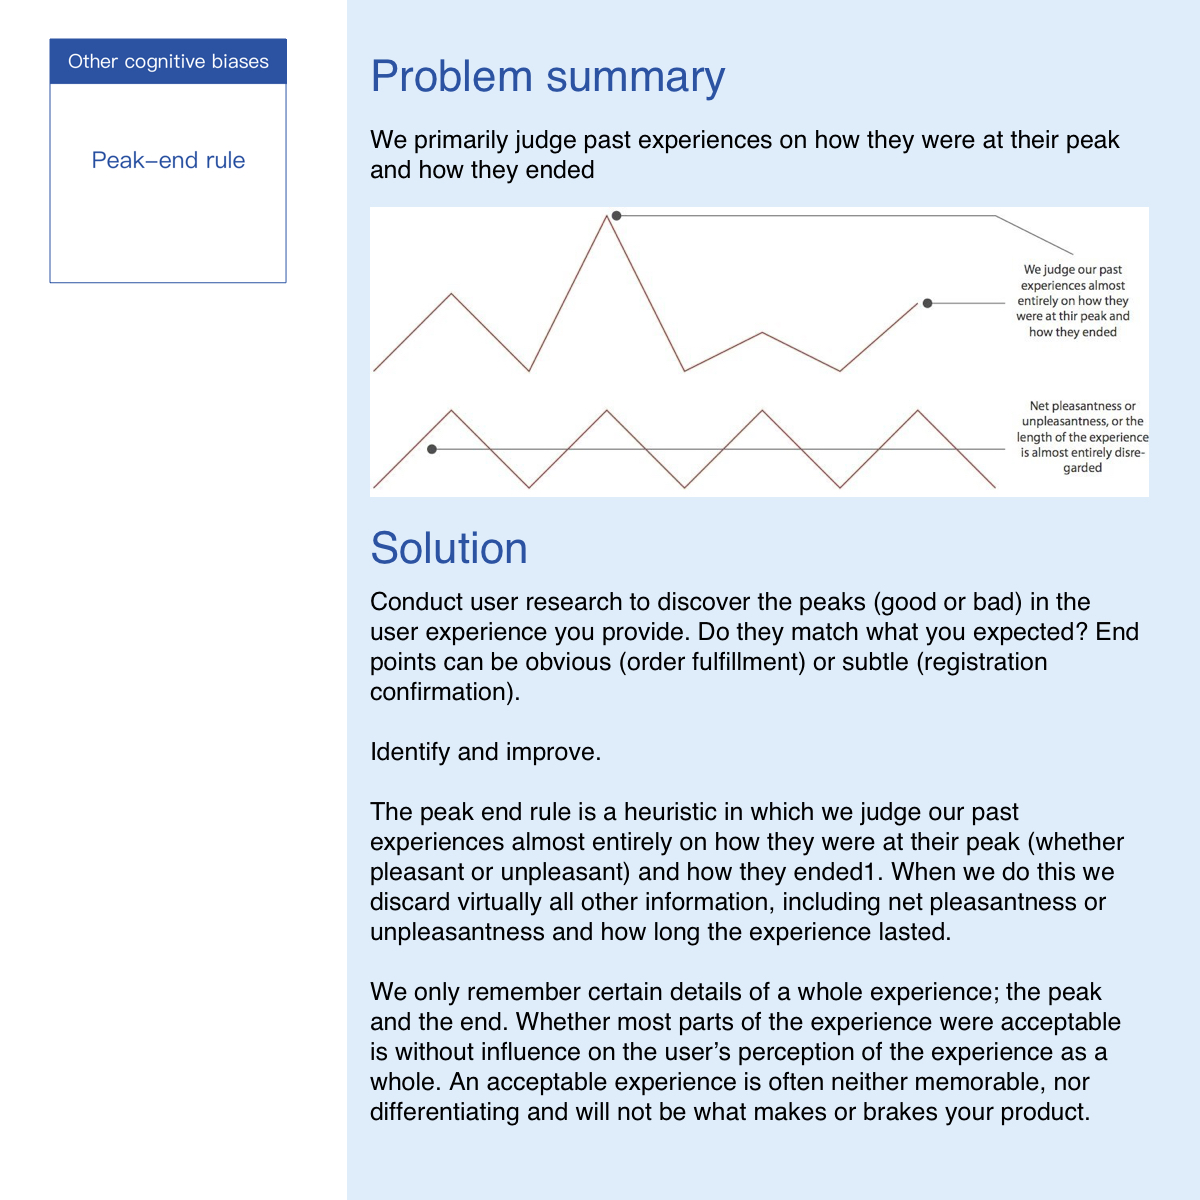 Other cognitive biases
Peak–end rule
Problem summary
We primarily judge past experiences on how they were at their peak
and how they ended
We judge our past
experiences almost
entirely on how they
were at thir peak and
how they ended
Net pleasantness or
unpleasantness, or the
length of the experience
is almost entirely disre-
garded
Solution
Conduct user research to discover the peaks (good or bad) in the
user experience you provide. Do they match what you expected? End
points can be obvious (order fulfillment) or subtle (registration
confirmation).
Identify and improve.
The peak end rule is a heuristic in which we judge our past
experiences almost entirely on how they were at their peak (whether
pleasant or unpleasant) and how they ended1. When we do this we
discard virtually all other information, including net pleasantness or
unpleasantness and how long the experience lasted.
We only remember certain details of a whole experience; the peak
and the end. Whether most parts of the experience were acceptable
is without influence on the user’s perception of the experience as a
whole. An acceptable experience is often neither memorable, nor
differentiating and will not be what makes or brakes your product.